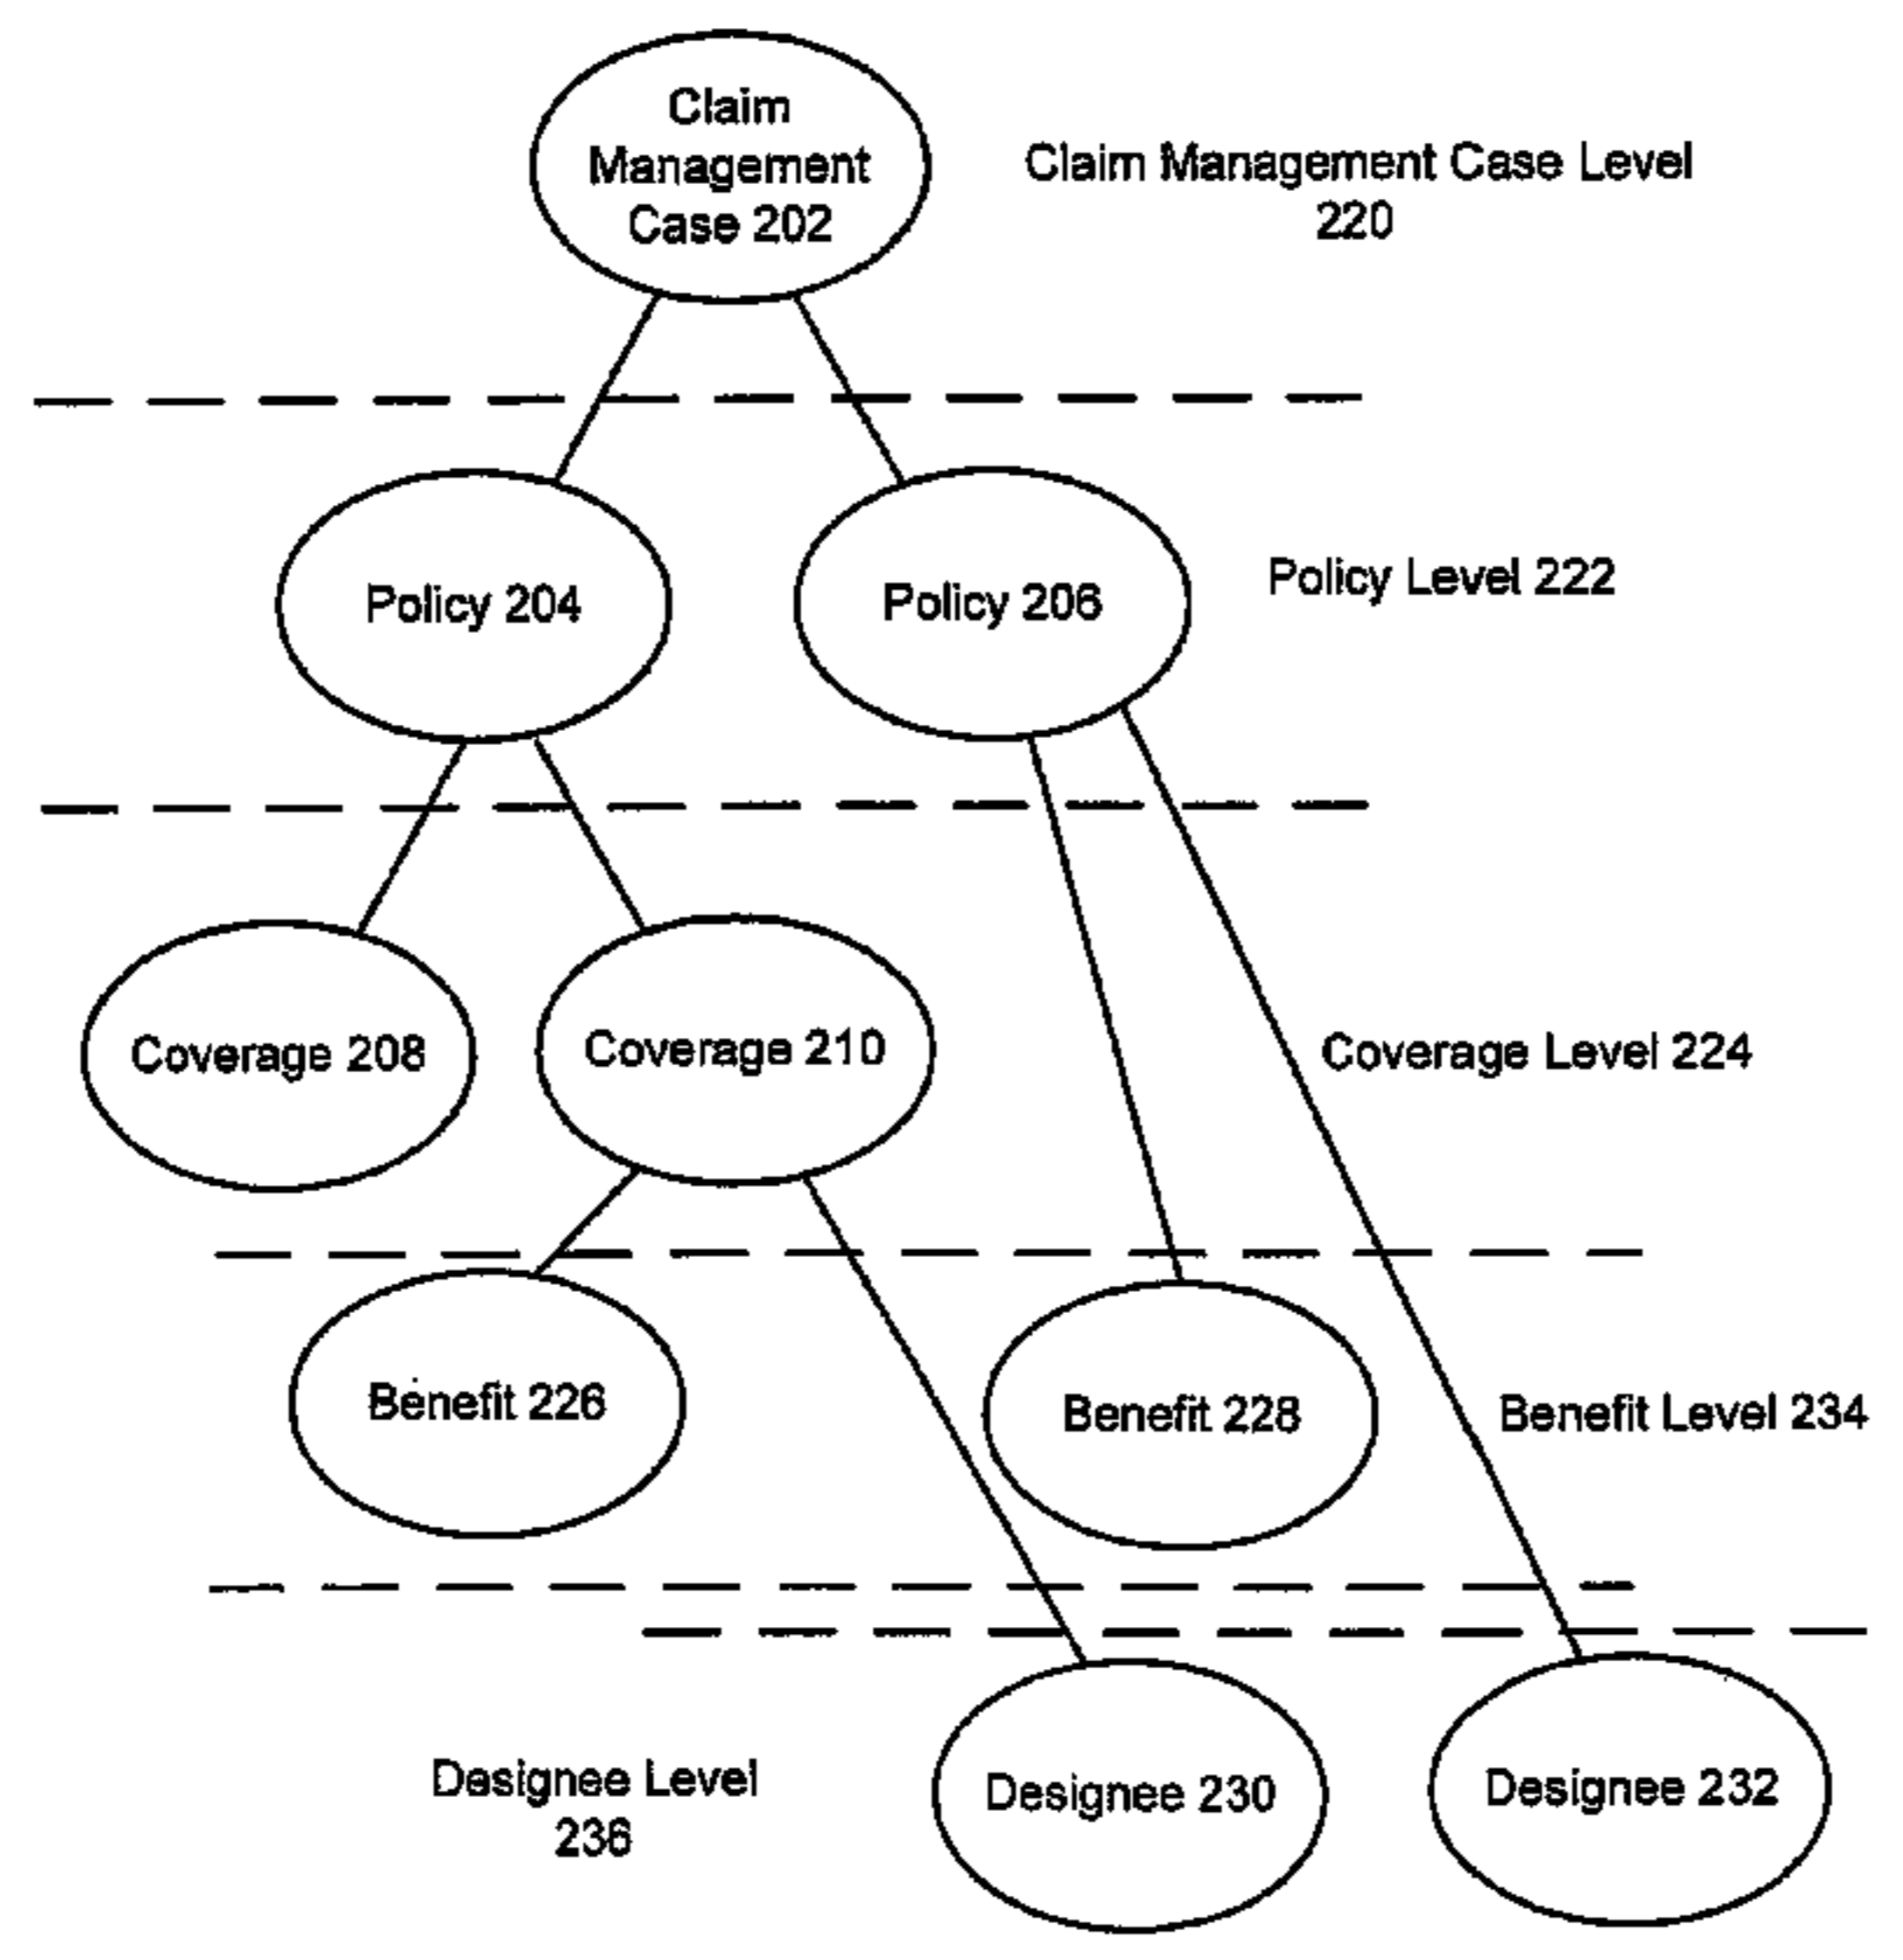 Claim
Management
Case 202
Claim Management Case Level
220
Policy 204
Policy 206
Policy Level 222
Coverage 208
Coverage 210
Coverage Level 224
Benefit 226
Benefit 228
Benefit Level 234
Designee Level
236
Designee 230
Designee 232